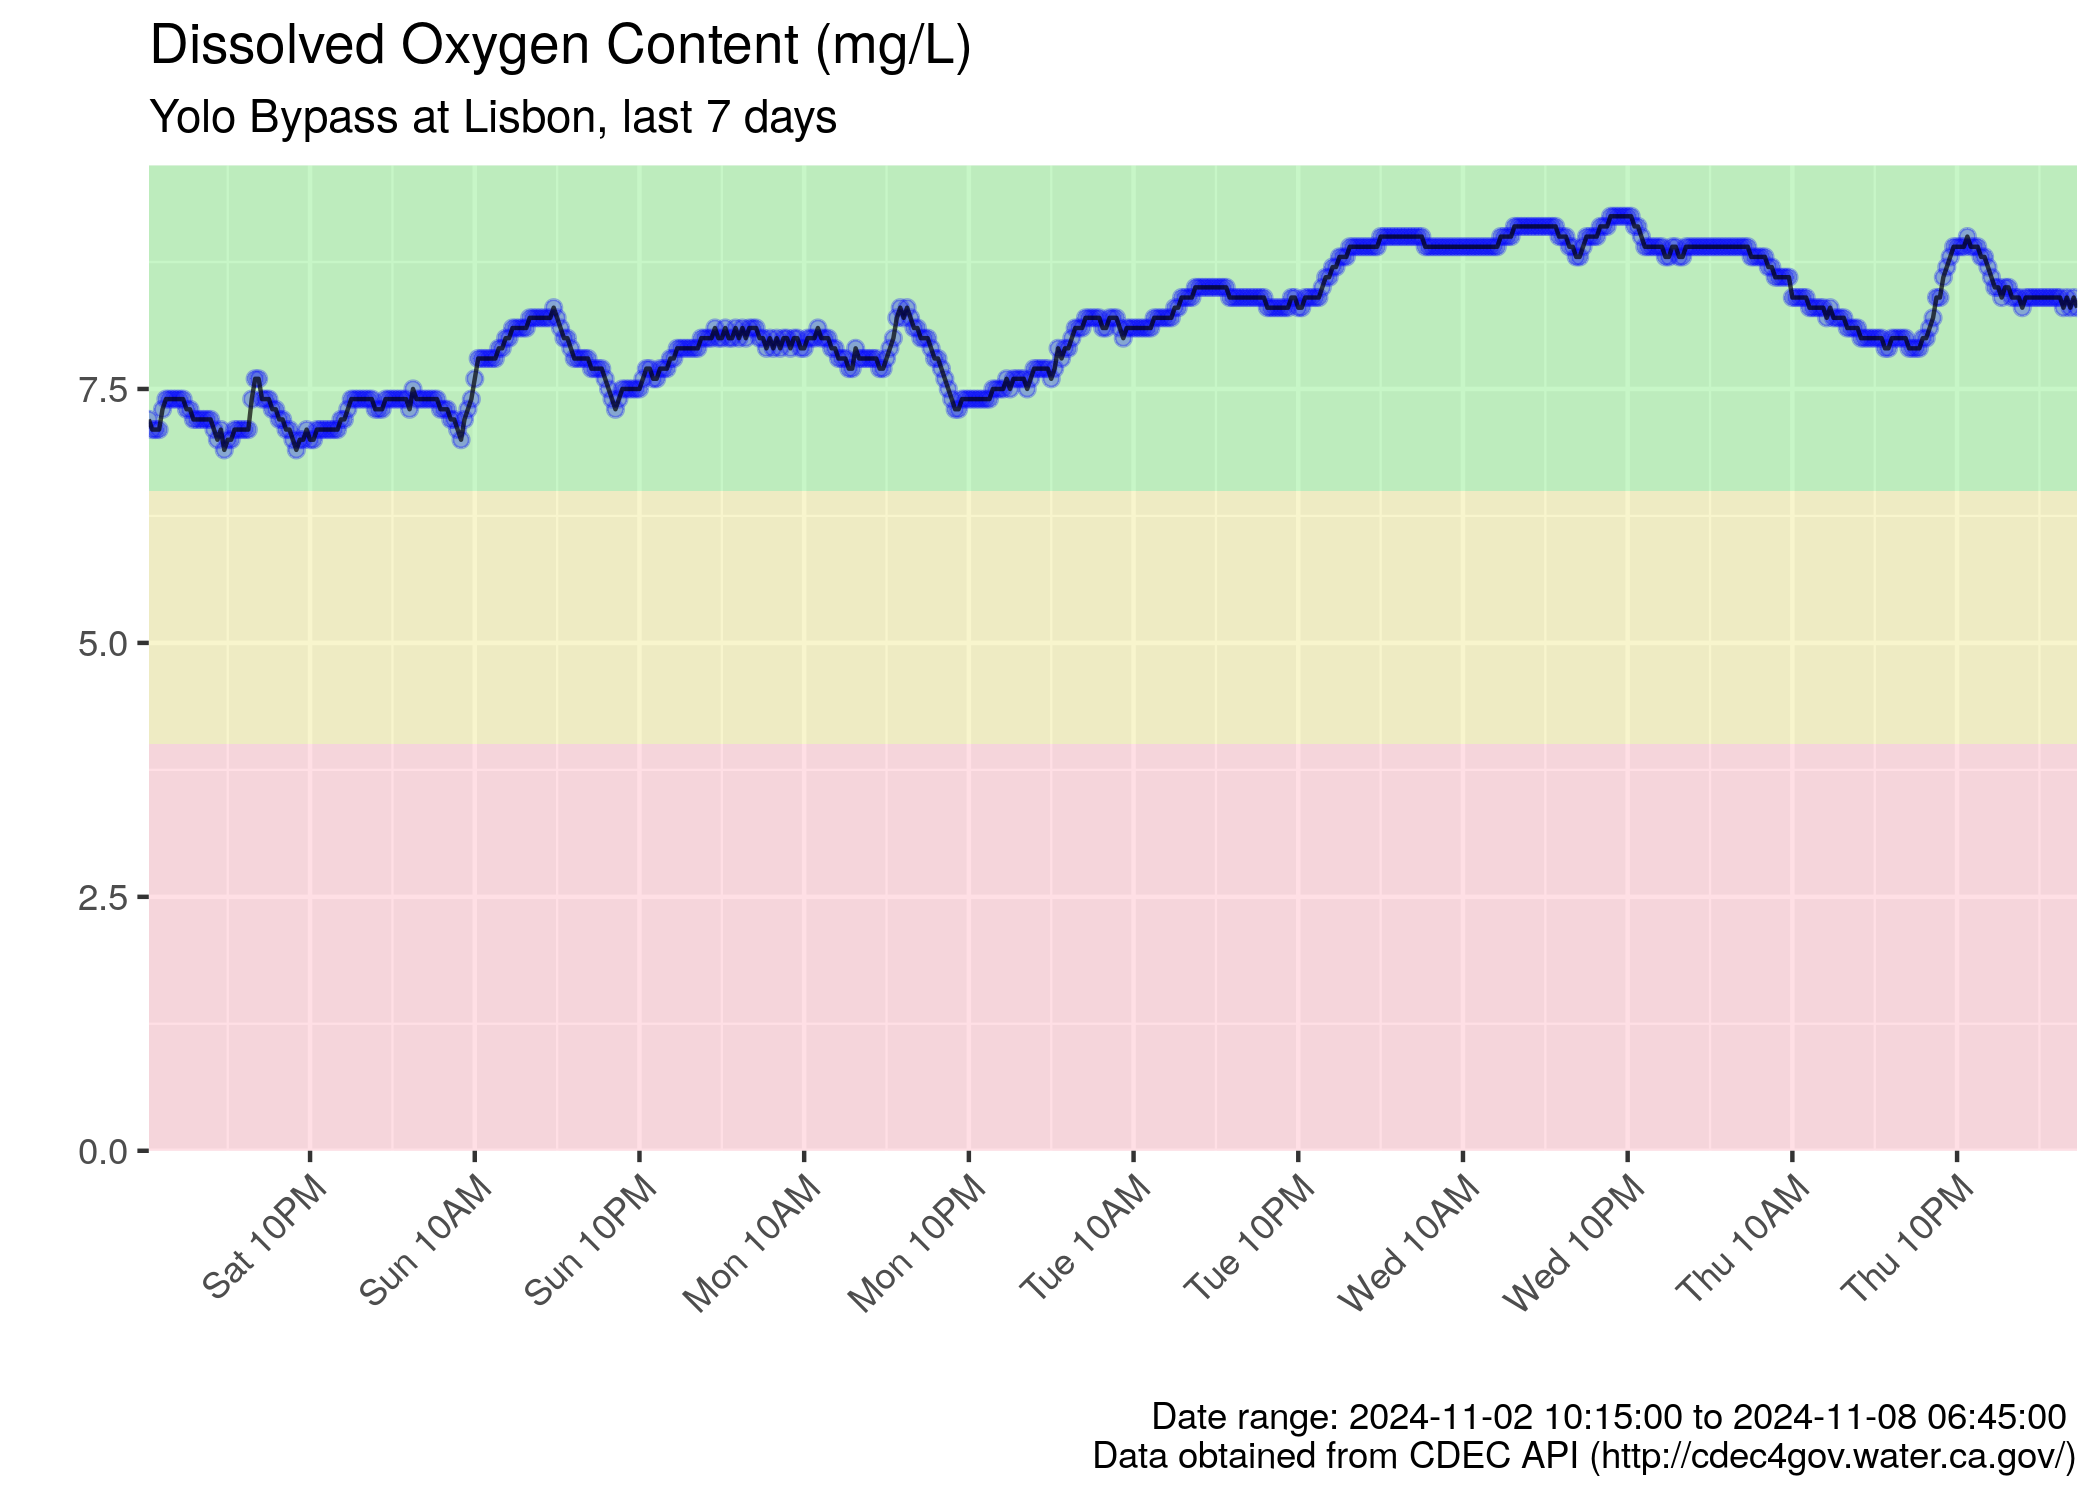 Dissolved Oxygen Content (mg/L)
Yolo Bypass at Lisbon, last 7 days
7.5
5.0
2.5
0.0
Sat 10PM
Sun 10AM
Sun 10PM
Mon 10AM
Mon 10PM
Tue 10AM
Tue 10PM
Wed 10AM
Wed 10PM
Thu 10AM
Thu 10PM
Date range: 2024-11-02 10:15:00 to 2024-11-08 06:45:00
Data obtained from CDEC API (http://cdec4gov.water.ca.gov/)